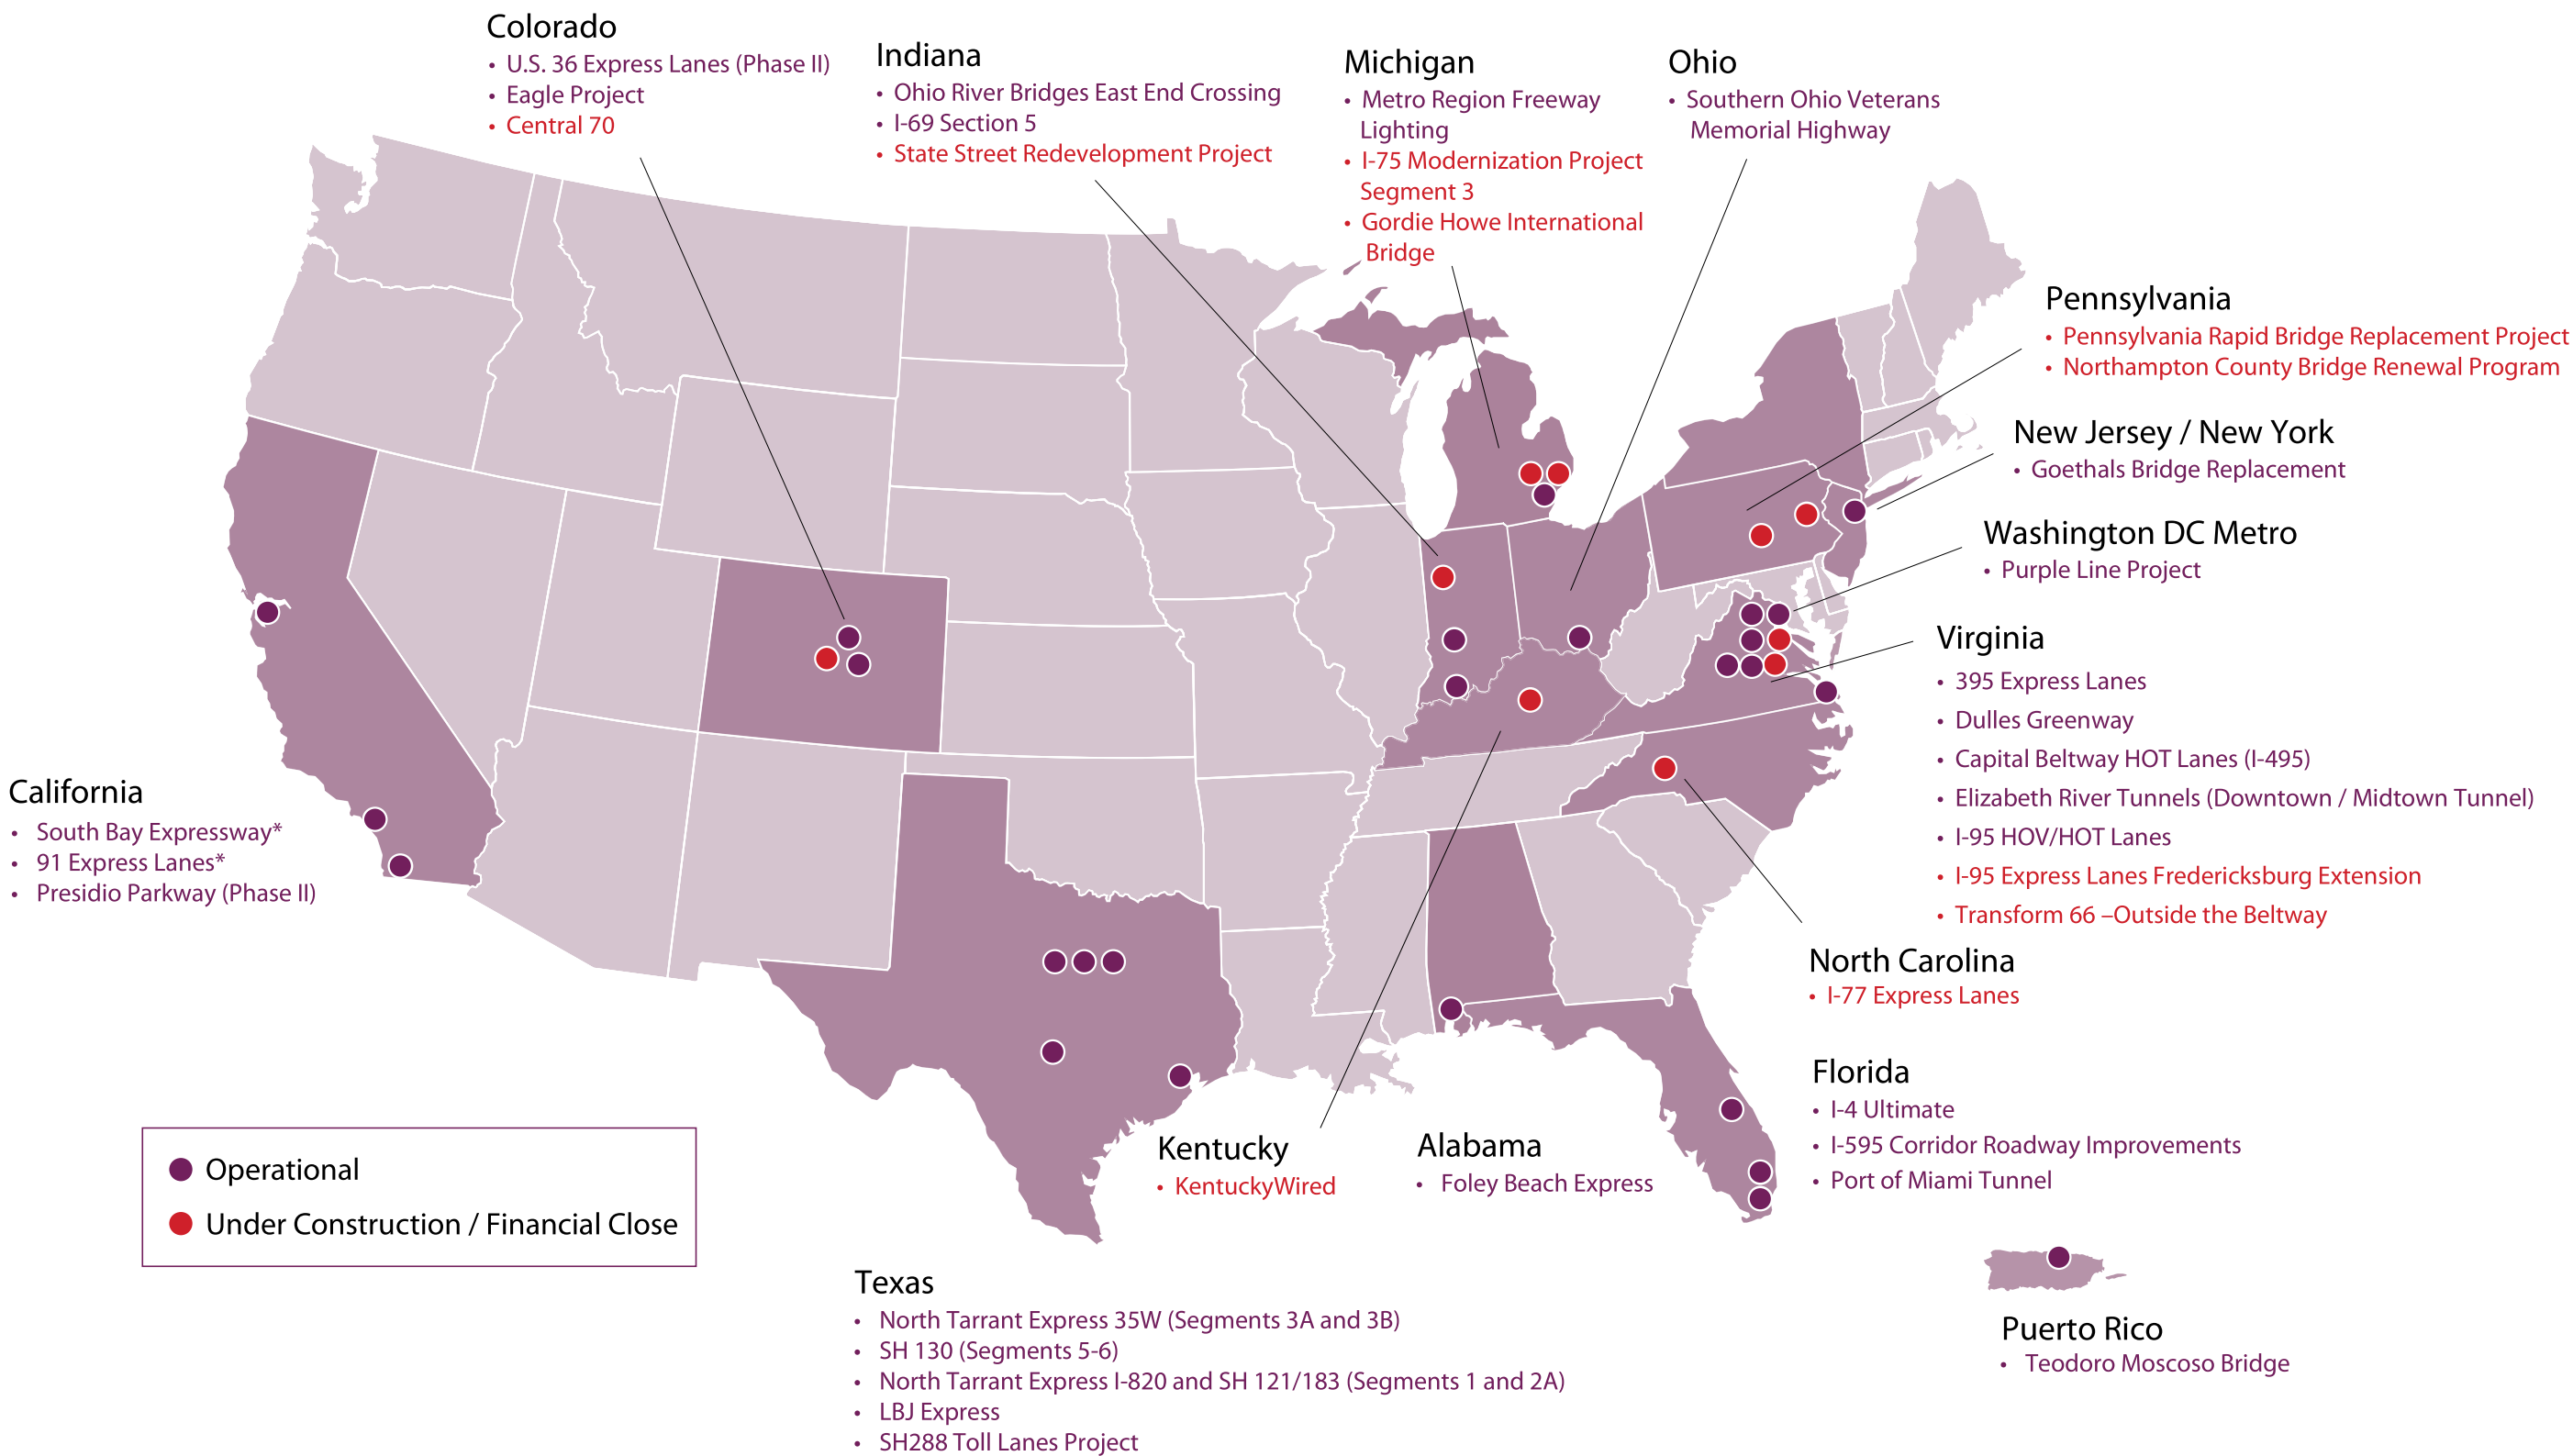 Colorado
• U.S. 36 Express Lanes (Phase II)
• Eagle Project
• Central 70
Indiana
• Ohio River Bridges East End Crossing
• I-69 Section 5
• State Street Redevelopment Project
Michigan
• Metro Region Freeway
Lighting
• I-75 Modernization Project
Segment 3
• Gordie Howe International
Bridge
Ohio
• Southern Ohio Veterans
Memorial Highway
Pennsylvania
• Pennsylvania Rapid Bridge Replacement Project
• Northampton County Bridge Renewal Program
New Jersey / New York
• Goethals Bridge Replacement
Washington DC Metro
• Purple Line Project
Virginia
• 395 Express Lanes
• Dulles Greenway
• Capital Beltway HOT Lanes (I-495)
• Elizabeth River Tunnels (Downtown / Midtown Tunnel)
• I-95 HOV/HOT Lanes
• I-95 Express Lanes Fredericksburg Extension
• Transform 66 –Outside the Beltway
California
• South Bay Expressway*
• 91 Express Lanes*
• Presidio Parkway (Phase II)
North Carolina
• I-77 Express Lanes
Florida
• I-4 Ultimate
• I-595 Corridor Roadway Improvements
• Port of Miami Tunnel
Kentucky
• KentuckyWired
Alabama
• Foley Beach Express
Operational
Under Construction / Financial Close
Texas
• North Tarrant Express 35W (Segments 3A and 3B)
• SH 130 (Segments 5-6)
• North Tarrant Express I-820 and SH 121/183 (Segments 1 and 2A)
• LBJ Express
• SH288 Toll Lanes Project
Puerto Rico
• Teodoro Moscoso Bridge